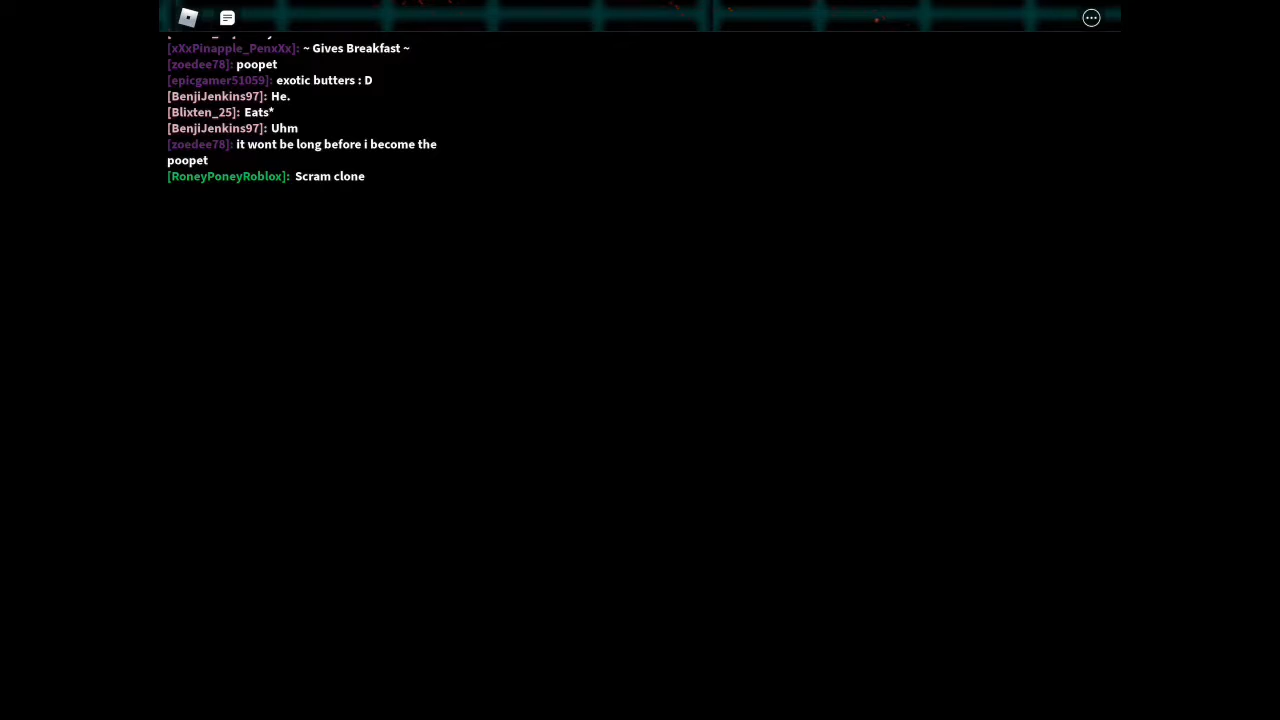 [xXxPinapple_PenxXx]: ~ Gives Breakfast ~
[zoedee78]: poopet
[epicgamer51059]: exotic butters : D
[BenjiJenkins97]: He.
[Blixten_25]: Eats*
[BenjiJenkins97]: Uhm
[zoedee78]: it wont be long before i become the
poopet
[RoneyPoneyRoblox]: Scram clone